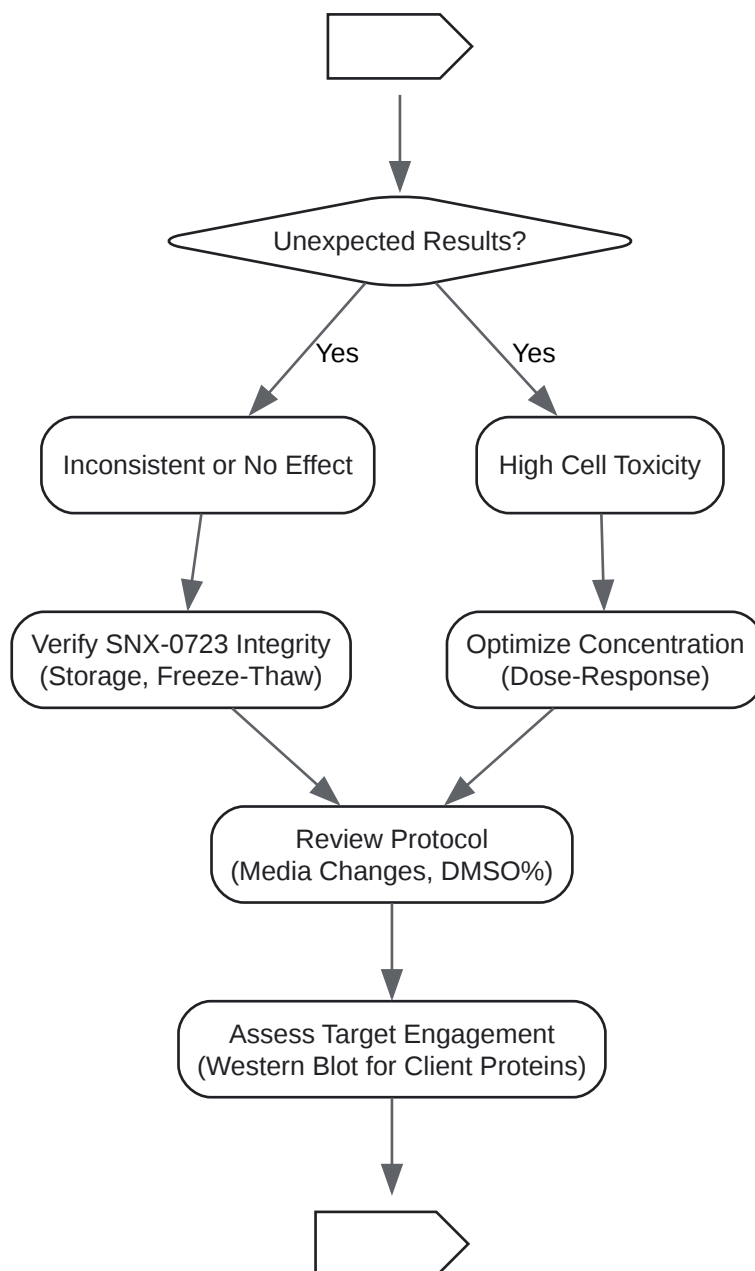 Unexpected Results?
Yes
Yes
Inconsistent or No Effect
High Cell Toxicity
Verify SNX-0723 Integrity
(Storage, Freeze-Thaw)
Optimize Concentration
(Dose-Response)
Review Protocol
(Media Changes, DMSO%)
Assess Target Engagement
(Western Blot for Client Proteins)